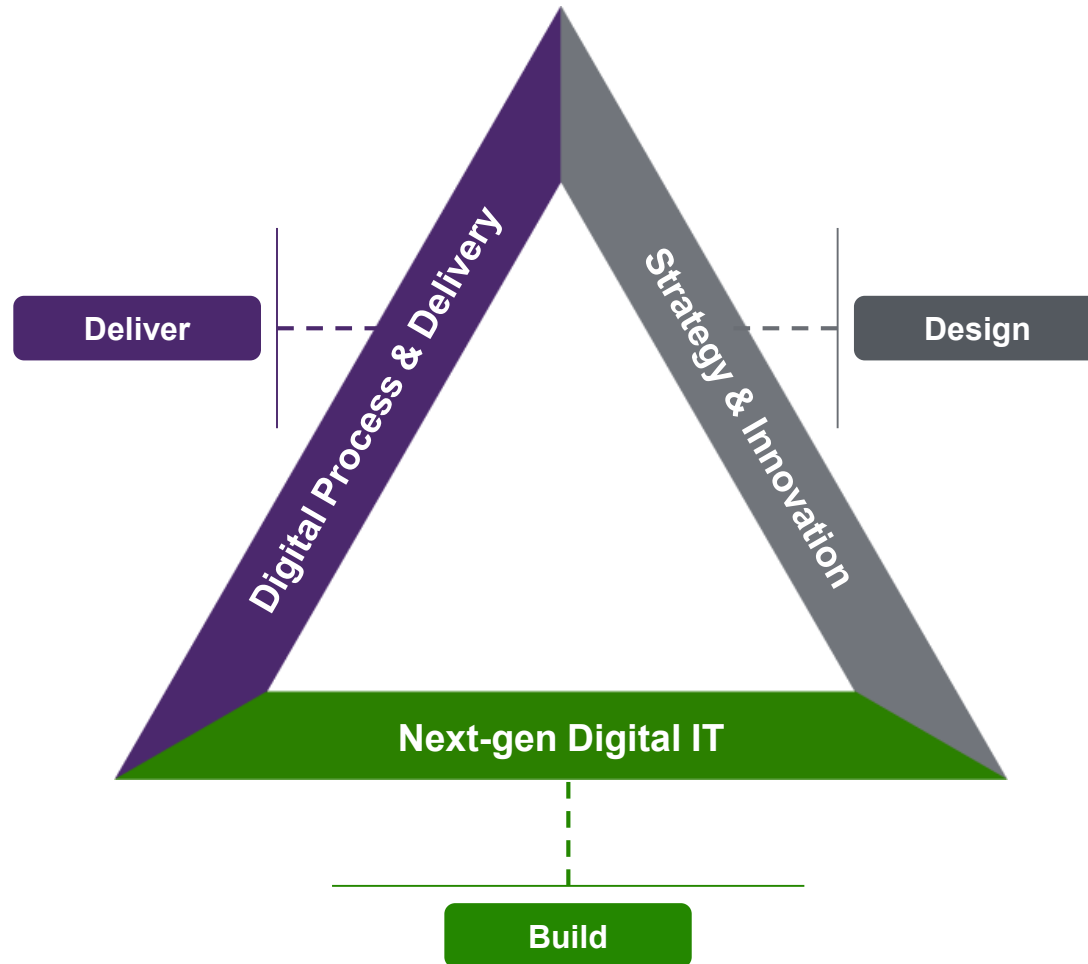 Deliver
Digital Process & Delivery
Strategy & Innovation
Design
Next-gen Digital IT
Build